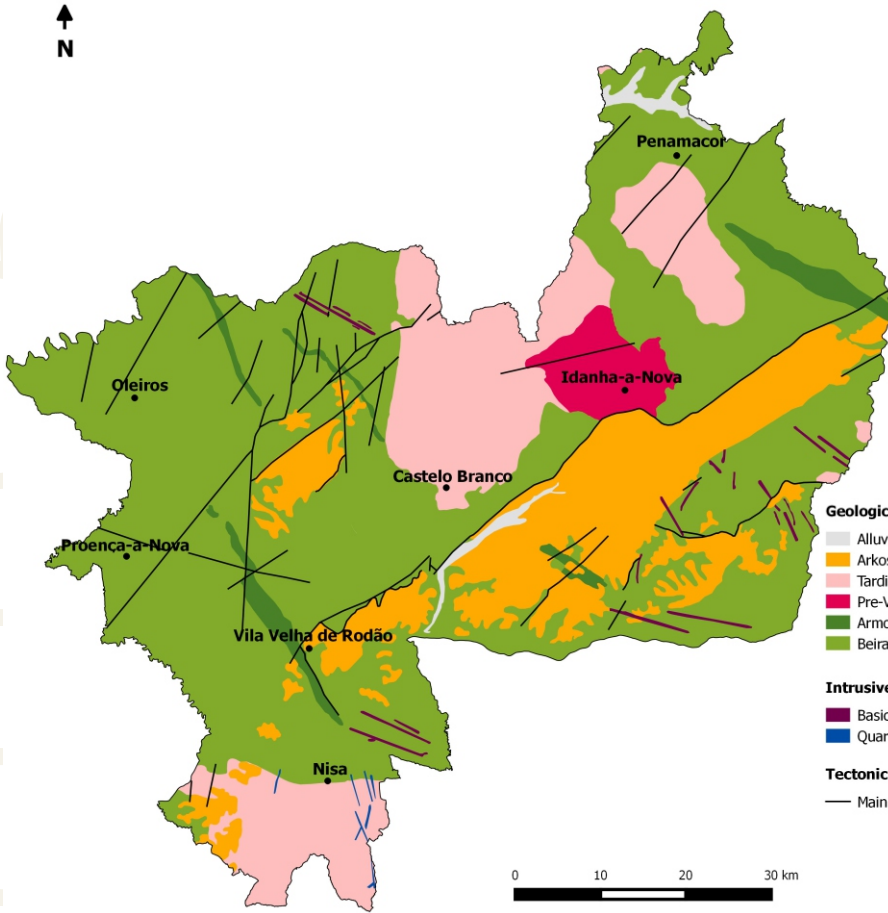 N
Penamacor
Oleiros
Idanha-a-Nova
Castelo Branco
Proença-a-Nova
Vila Velha de Rodão
Nisa
Geologic
Alluv
Arkos
Tardi
Pre-V
Armo
Beira
Intrusive
Basic
Quar
Tectonic
Main
0 10 20 30 km